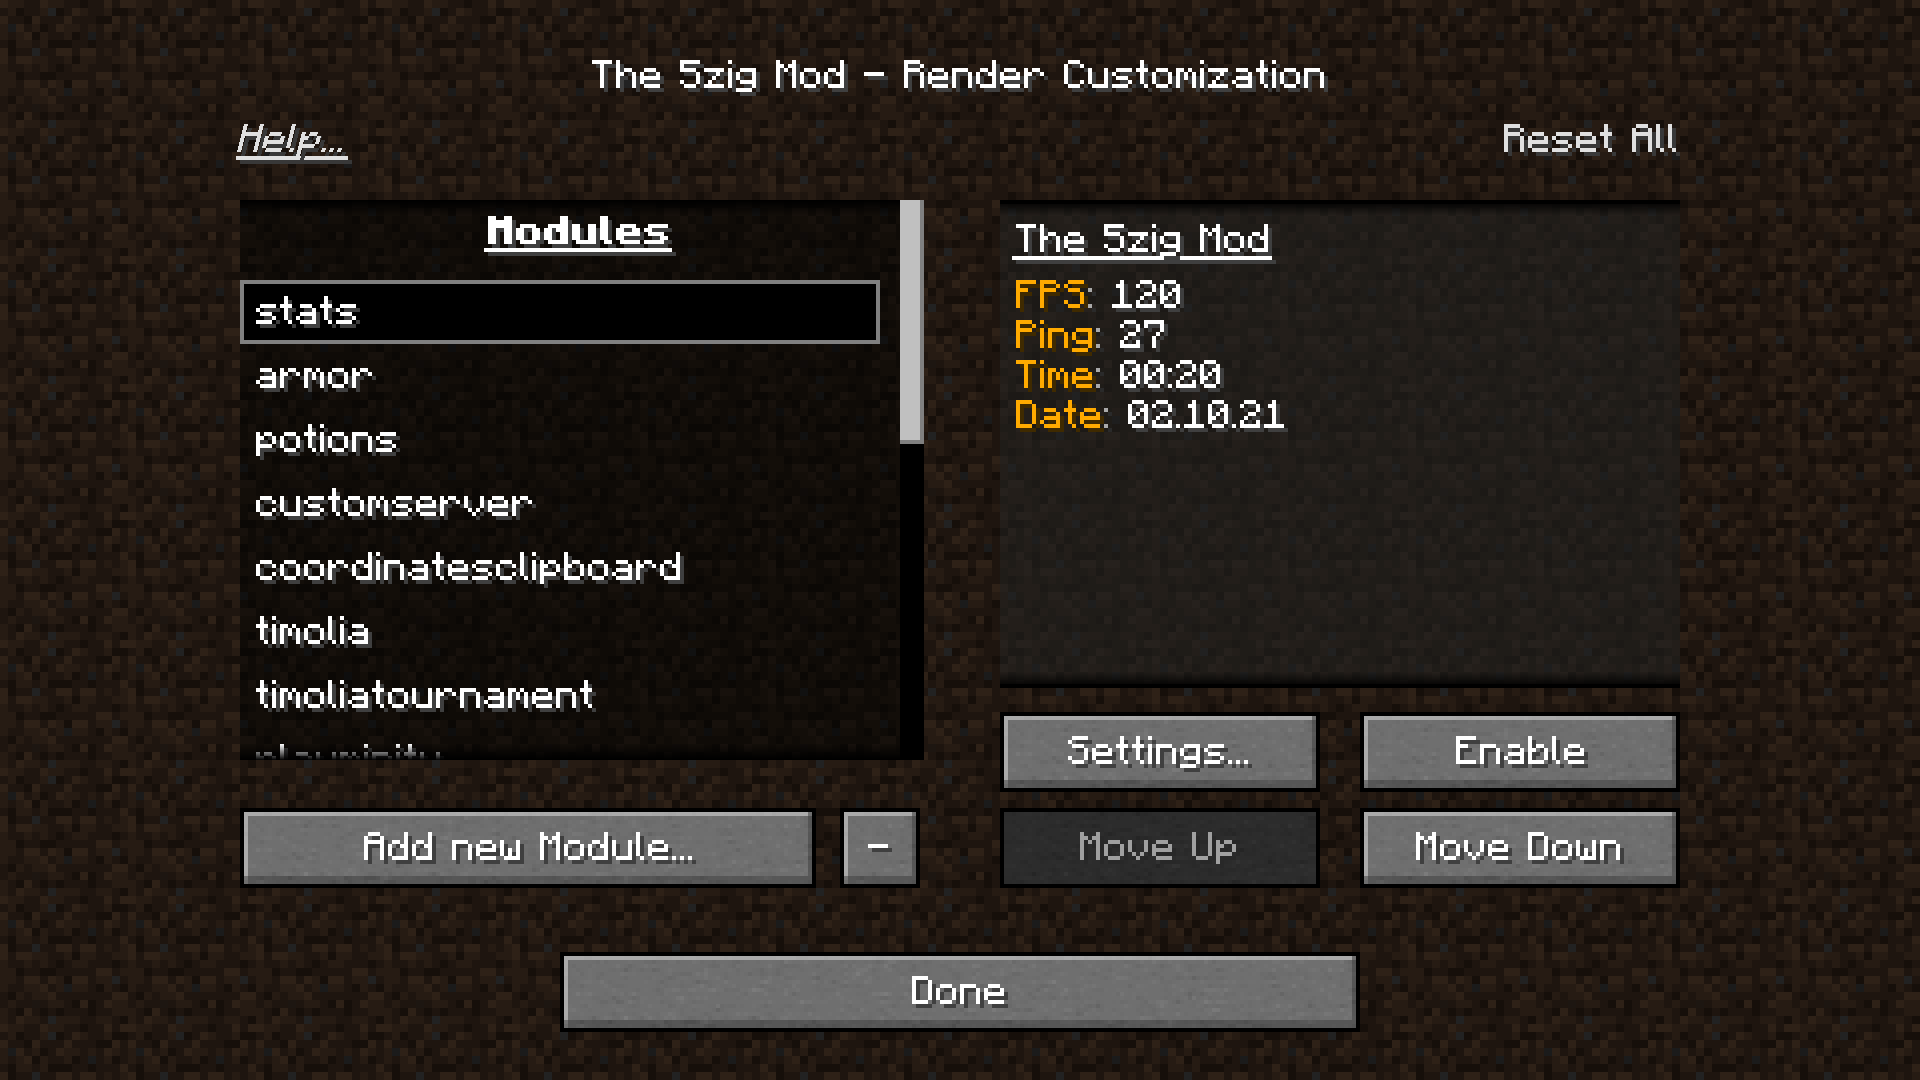 The 5zig Mod - Render Customization
Help...
Reset All
Modules
stats
armor
potions
customserver
coordinatesclipboard
timolia
timoliatournament
The 5zig Mod
FPS: 120
Ping: 27
Time: 00:20
Date: 02.10.21
Settings...
Enable
Add new Module...
-
Move Up
Move Down
Done